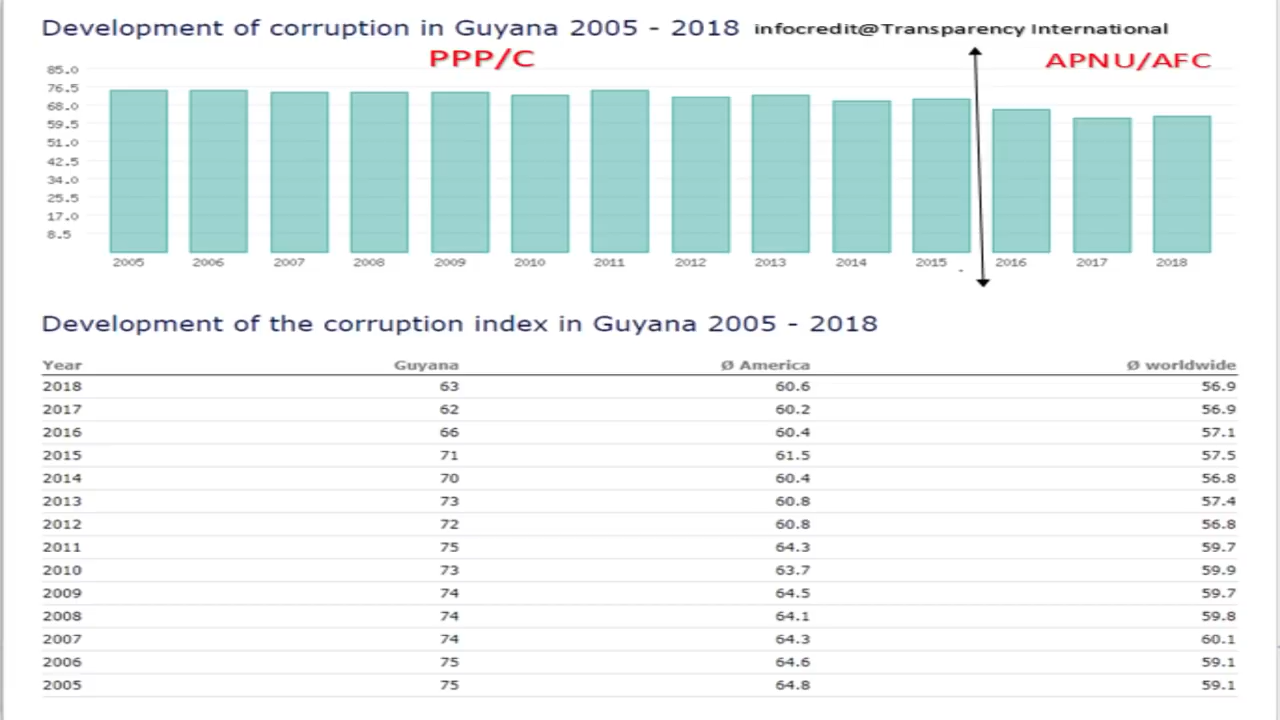 Development of corruption in Guyana 2005 - 2018 infocredit@Transparency International
PPP/C APNU/AFC
85.0
76.5
68.0
59.5
51.0
42.5
34.0
25.5
17.0
8.5
2005 2006 2007 2008 2009 2010 2011 2012 2013 2014 2015 2016 2017 2018
Development of the corruption index in Guyana 2005 - 2018
Year Guyana Ø America Ø worldwide
2018 63 60.6 56.9
2017 62 60.2 56.9
2016 66 60.4 57.1
2015 71 61.5 57.5
2014 70 60.4 56.8
2013 73 60.8 57.4
2012 72 60.8 56.8
2011 75 64.3 59.7
2010 73 63.7 59.9
2009 74 64.5 59.7
2008 74 64.1 59.8
2007 74 64.3 60.1
2006 75 64.6 59.1
2005 75 64.8 59.1